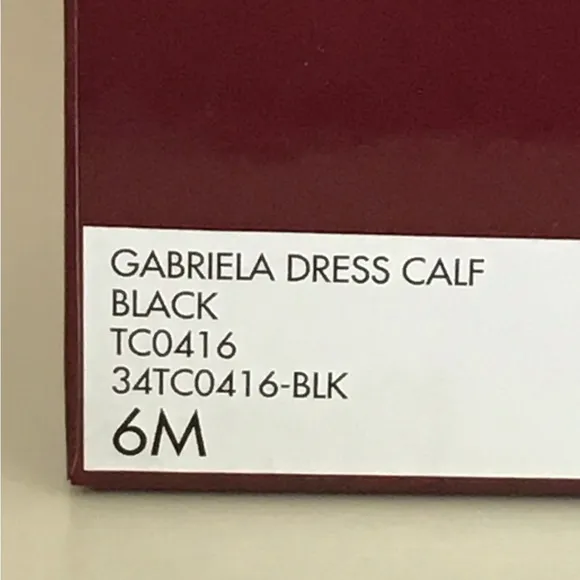 GABRIELA DRESS CALF
BLACK
TC0416
34TC0416-BLK
6M